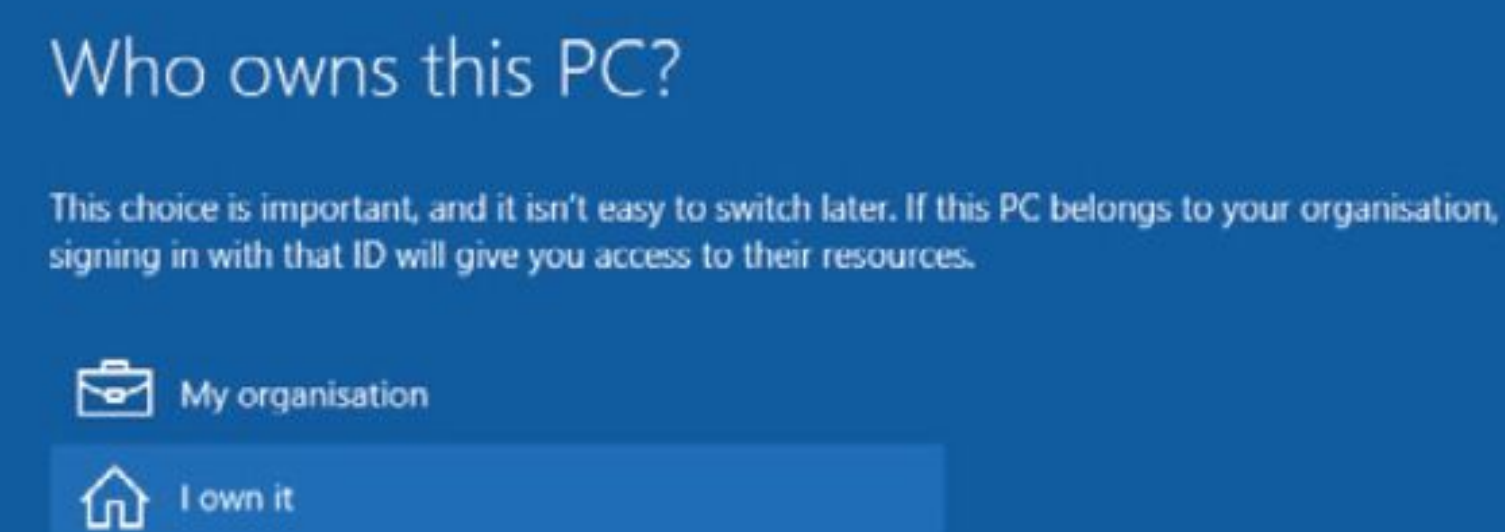 Who owns this PC?
This choice is important, and it isn't easy to switch later. If this PC belongs to your organisation,
signing in with that ID will give you access to their resources.
My organisation
I own it